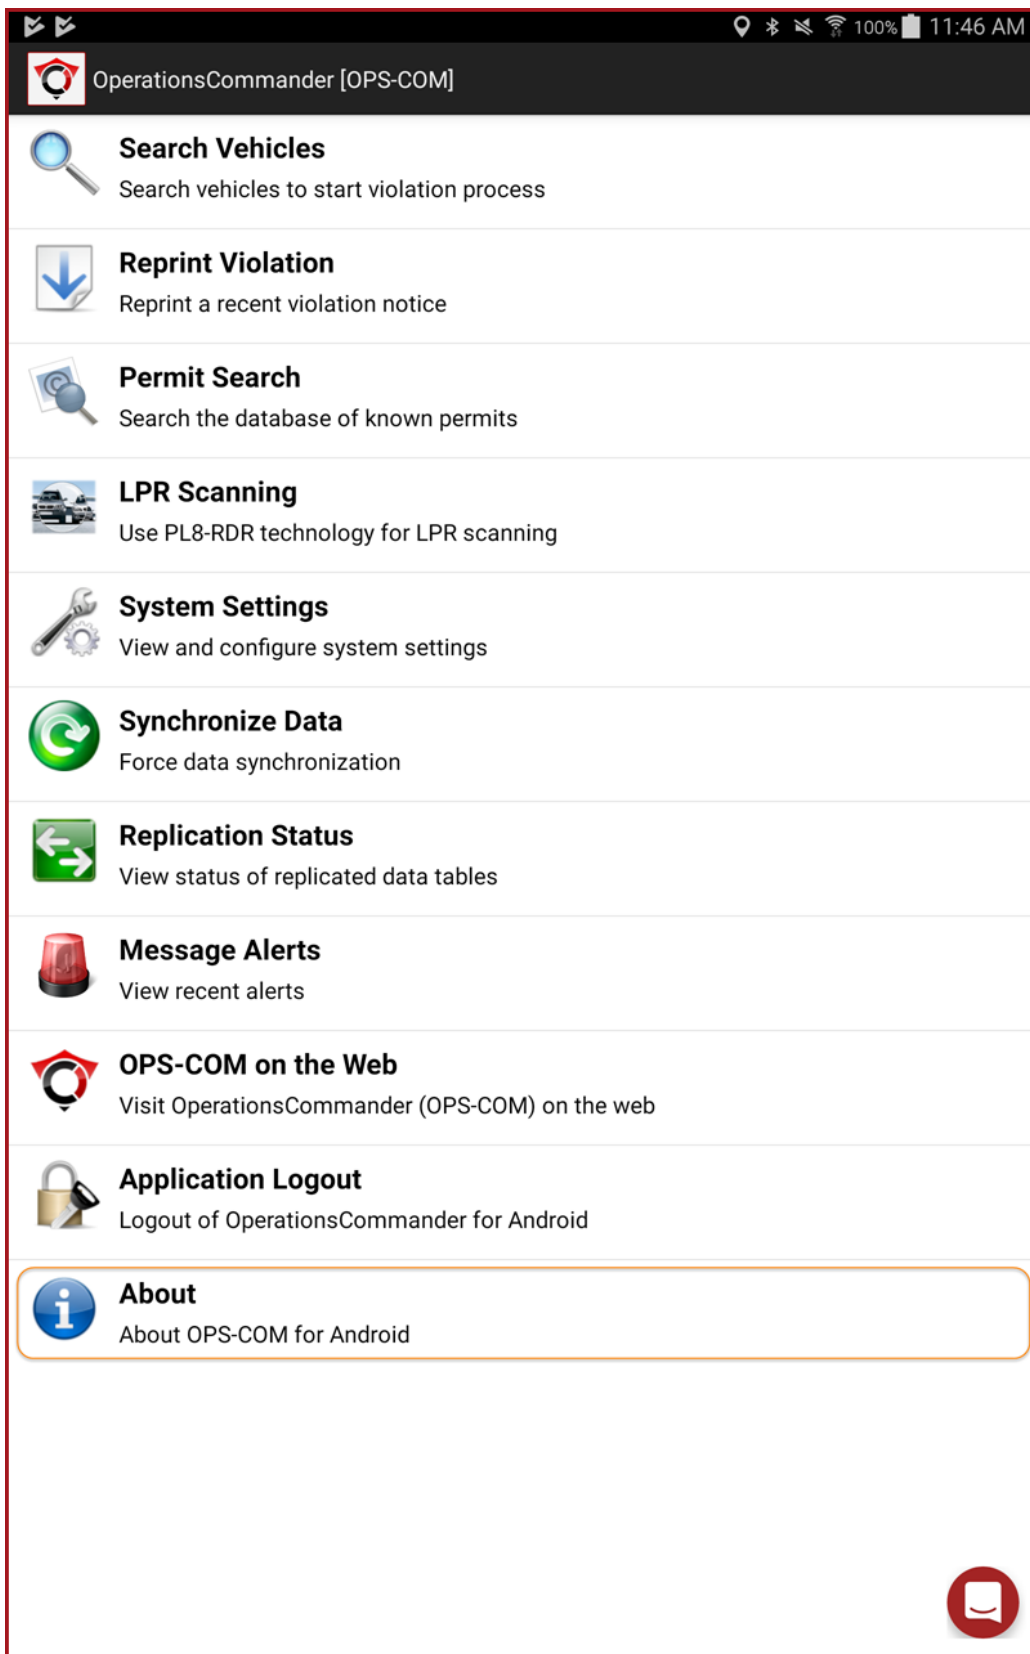 100% 11:46 AM
OperationsCommander [OPS-COM]
Search Vehicles
Search vehicles to start violation process
Reprint Violation
Reprint a recent violation notice
Permit Search
Search the database of known permits
LPR Scanning
Use PL8-RDR technology for LPR scanning
System Settings
View and configure system settings
Synchronize Data
Force data synchronization
Replication Status
View status of replicated data tables
Message Alerts
View recent alerts
OPS-COM on the Web
Visit OperationsCommander (OPS-COM) on the web
Application Logout
Logout of OperationsCommander for Android
About
About OPS-COM for Android